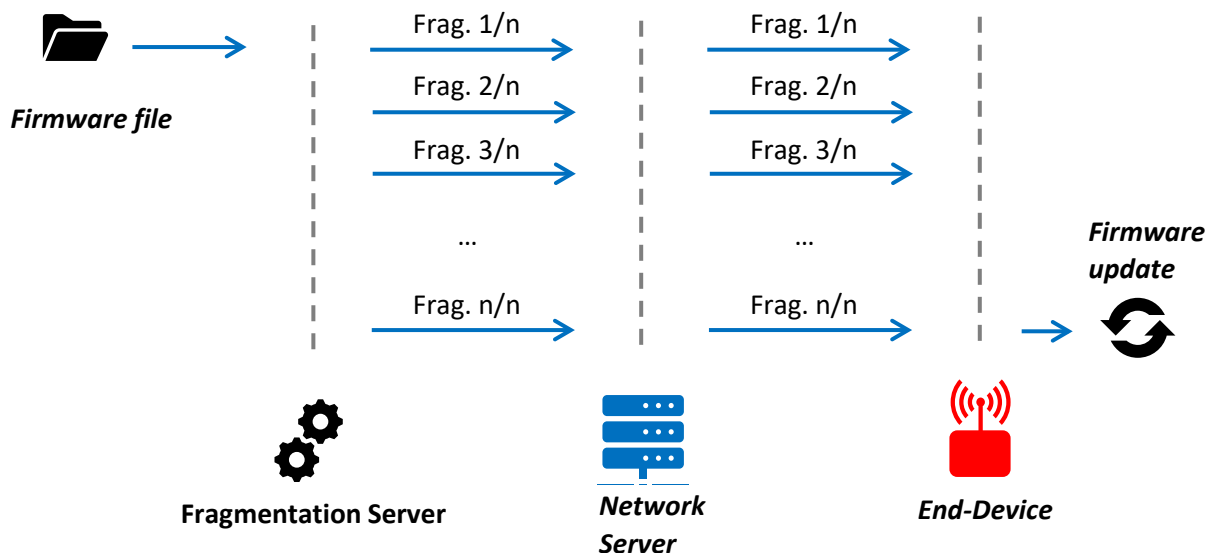 Frag. 1/n
Frag. 1/n
Firmware file
Frag. 2/n
Frag. 2/n
Frag. 3/n
Frag. 3/n
...
...
Firmware
update
Frag. n/n
Frag. n/n
Fragmentation Server
Network
Server
End-Device